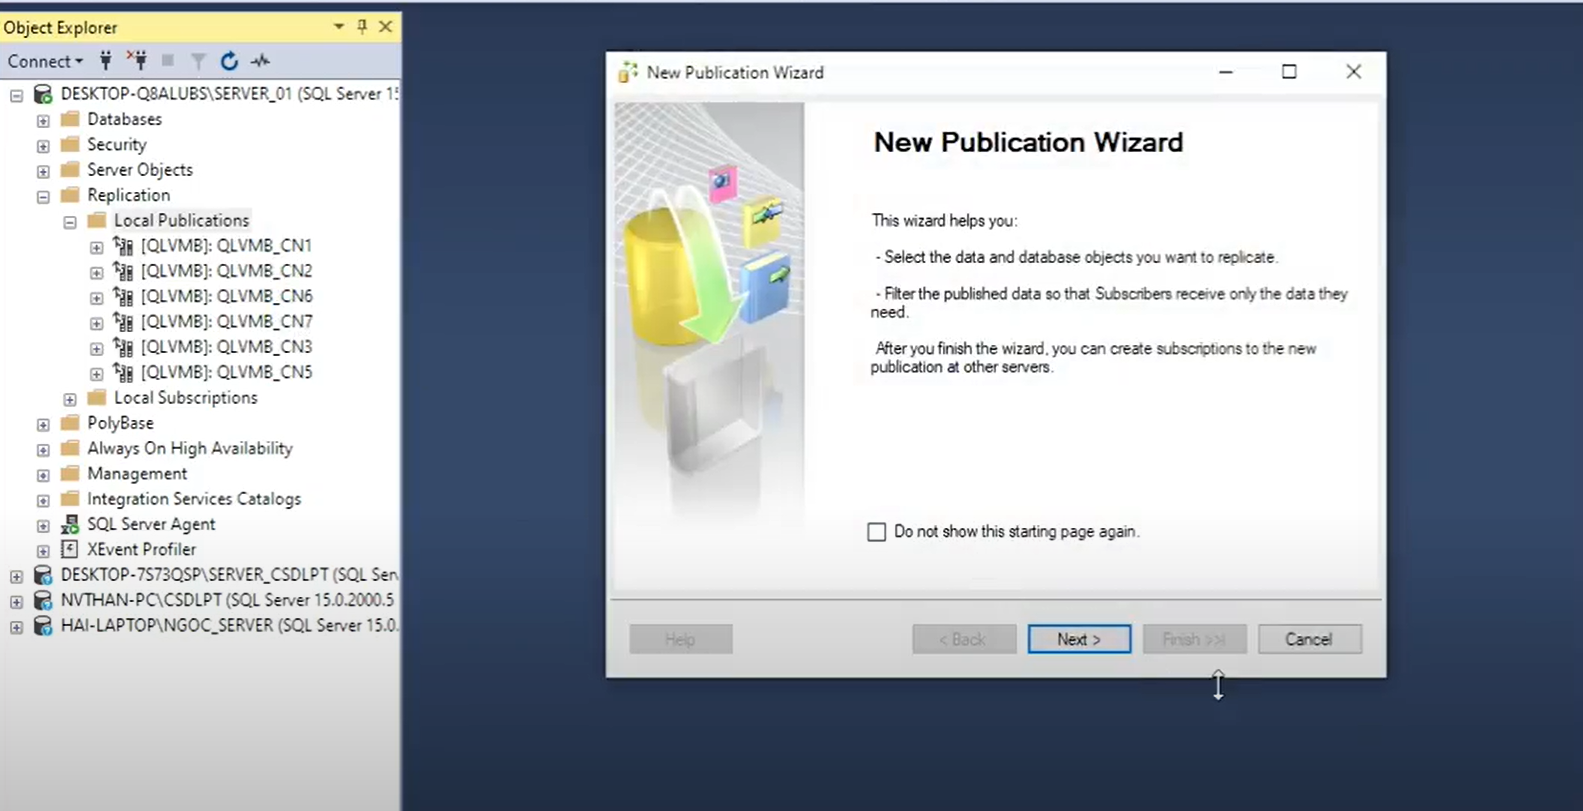 Object Explorer
Connect
DESKTOP-Q8ALUBS\SERVER_01 (SQL Server 15
Databases
Security
Server Objects
Replication
Local Publications
[QLVMB]: QLVMB_CN1
[QLVMB]: QLVMB_CN2
[QLVMB]: QLVMB_CN6
[QLVMB]: QLVMB_CN7
[QLVMB]: QLVMB_CN3
[QLVMB]: QLVMB_CN5
Local Subscriptions
PolyBase
Always On High Availability
Management
Integration Services Catalogs
SQL Server Agent
XEvent Profiler
DESKTOP-7S73QSP\SERVER_CSDLPT (SQL Ser
NVTHAN-PC\CSDLPT (SQL Server 15.0.2000.5
HAI-LAPTOP\NGOC_SERVER (SQL Server 15.0.
New Publication Wizard
New Publication Wizard
This wizard helps you:
- Select the data and database objects you want to replicate.
- Filter the published data so that Subscribers receive only the data they
need.
After you finish the wizard, you can create subscriptions to the new
publication at other servers.
Do not show this starting page again.
Help
< Back
Next >
Finish >>|
Cancel